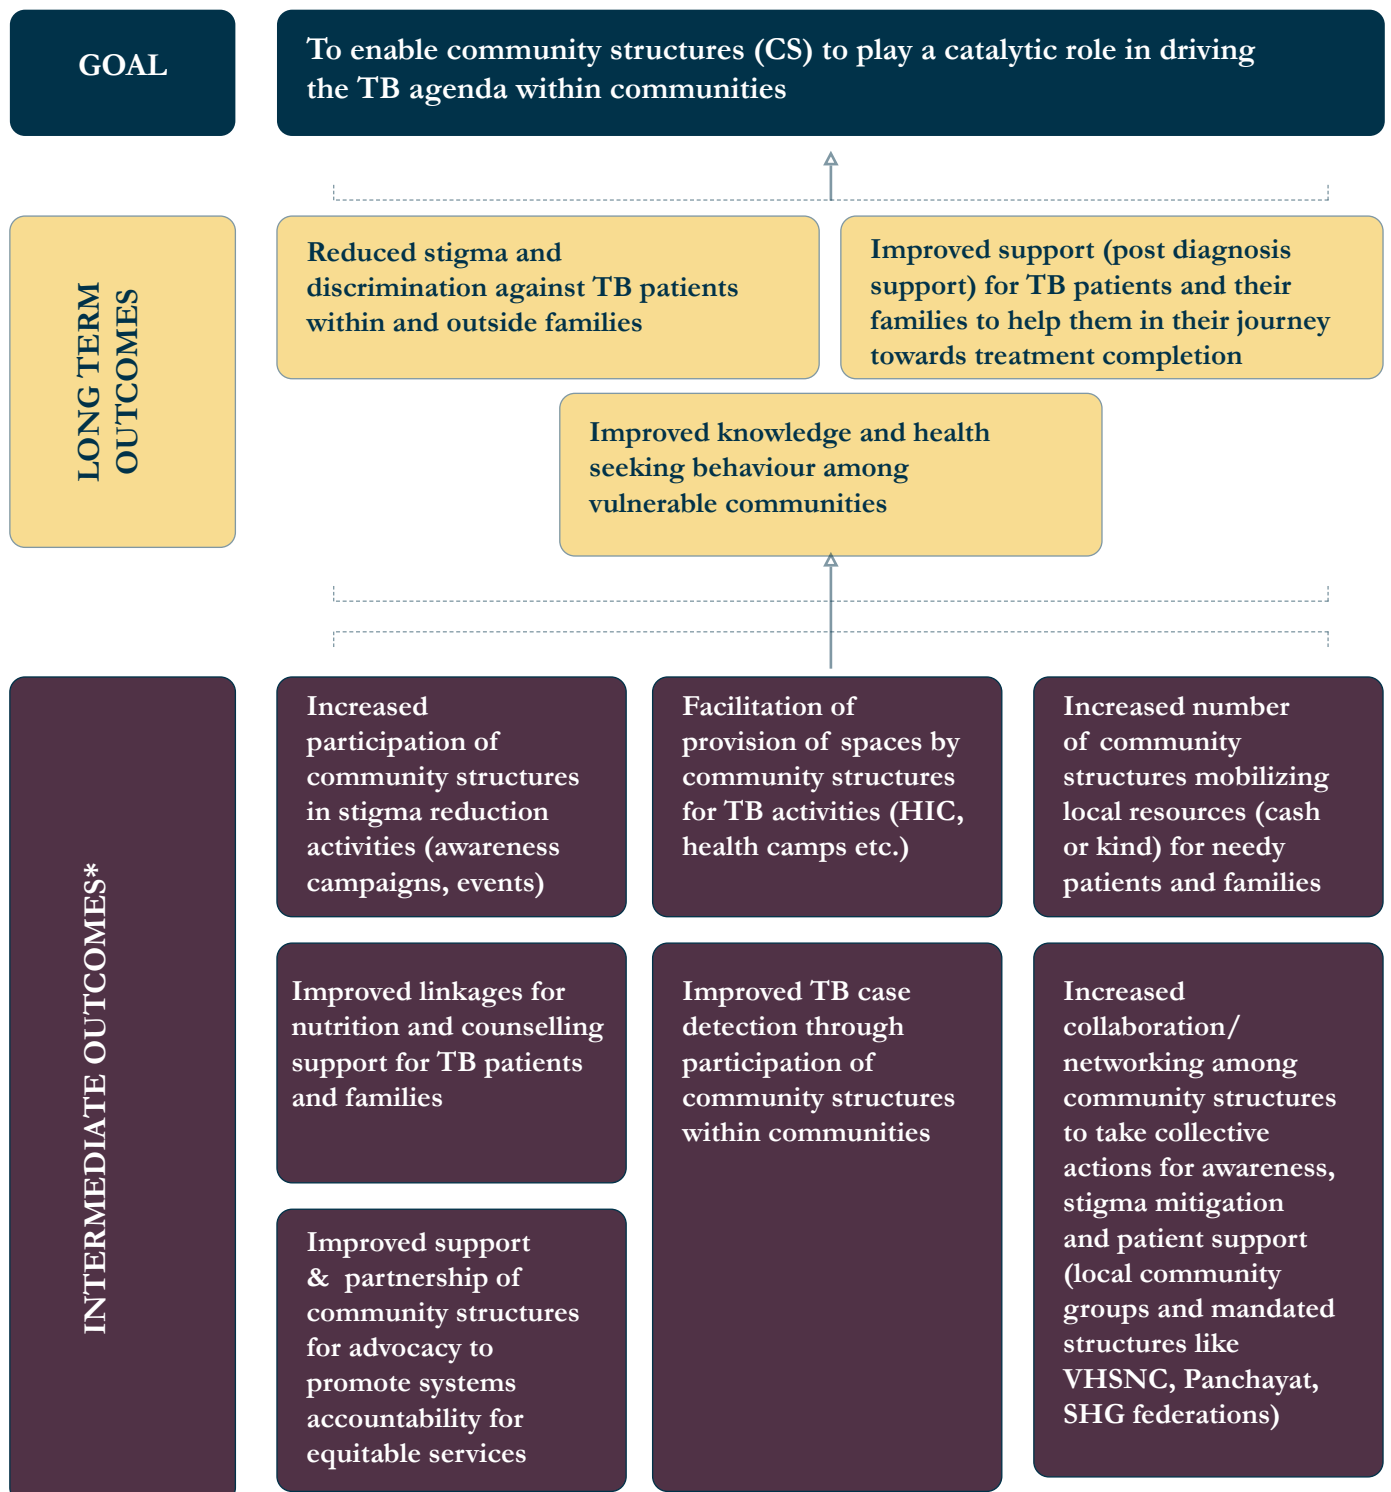 GOAL
To enable community structures (CS) to play a catalytic role in driving
the TB agenda within communities
LONG TERM
OUTCOMES
Reduced stigma and
discrimination against TB patients
within and outside families
Improved support (post diagnosis
support) for TB patients and their
families to help them in their journey
towards treatment completion
Improved knowledge and health
seeking behaviour among
vulnerable communities
INTERMEDIATE OUTCOMES*
Increased
participation of
community structures
in stigma reduction
activities (awareness
campaigns, events)
Facilitation of
provision of spaces by
community structures
for TB activities (HIC,
health camps etc.)
Increased number
of community
structures mobilizing
local resources (cash
or kind) for needy
patients and families
Improved linkages for
nutrition and counselling
support for TB patients
and families
Improved TB case
detection through
participation of
community structures
within communities
Increased
collaboration/
networking among
community structures
to take collective
actions for awareness,
stigma mitigation
and patient support
(local community
groups and mandated
structures like
VHSNC, Panchayat,
SHG federations)
Improved support
& partnership of
community structures
for advocacy to
promote systems
accountability for
equitable services